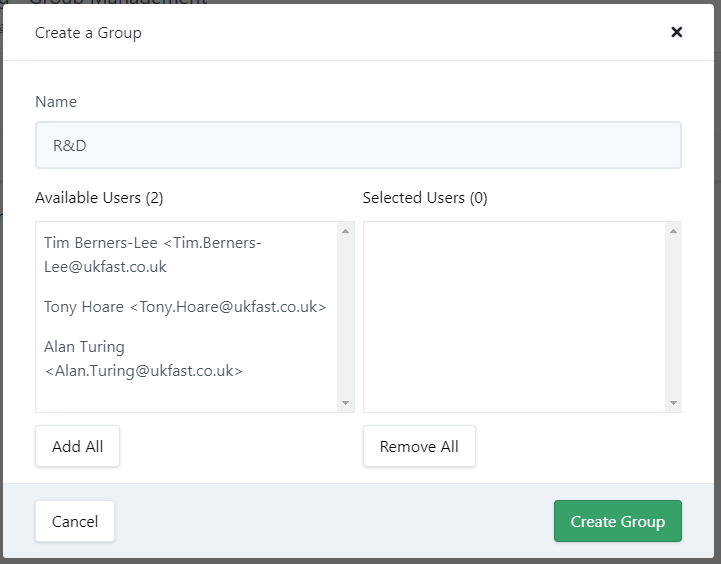 Group Management
Create a Group
Name
R&D
Available Users (2)
Selected Users (0)
Tim Berners-Lee <Tim.Berners-
Lee@ukfast.co.uk
Tony Hoare <Tony.Hoare@ukfast.co.uk>
Alan Turing
<Alan.Turing@ukfast.co.uk>
Add All
Remove All
Cancel
Create Group